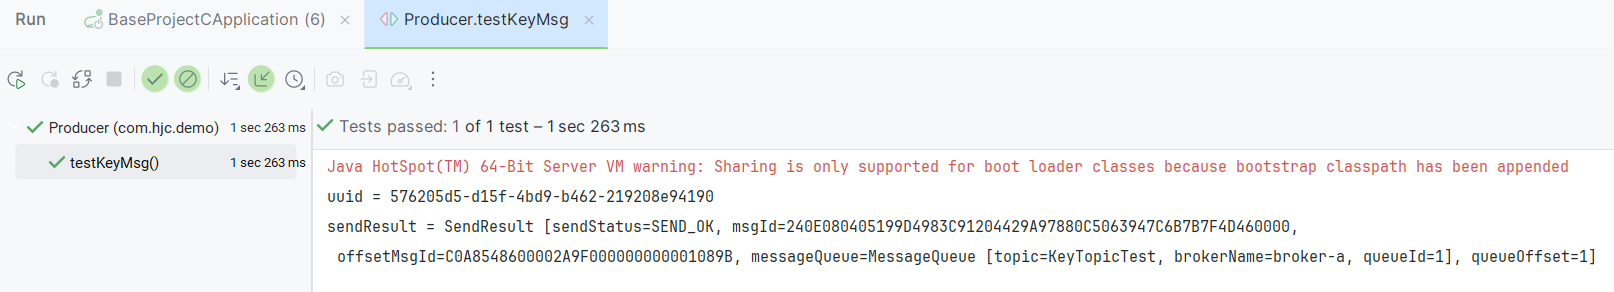 Run
BaseProjectCApplication (6)
Producer.testKeyMsg
Producer (com.hjc.demo) 1 sec 263 ms
testKeyMsg() 1 sec 263 ms
Tests passed: 1 of 1 test – 1 sec 263 ms
Java HotSpot(TM) 64-Bit Server VM warning: Sharing is only supported for boot loader classes because bootstrap classpath has been appended
uuid = 576205d5-d15f-4bd9-b462-219208e94190
sendResult = SendResult [sendStatus=SEND_OK, msgId=240E080405199D4983C91204429A97880C5063947C6B7B7F4D460000,
offsetMsgId=C0A8548600002A9F000000000001089B, messageQueue=MessageQueue [topic=KeyTopicTest, brokerName=broker-a, queueId=1], queueOffset=1]